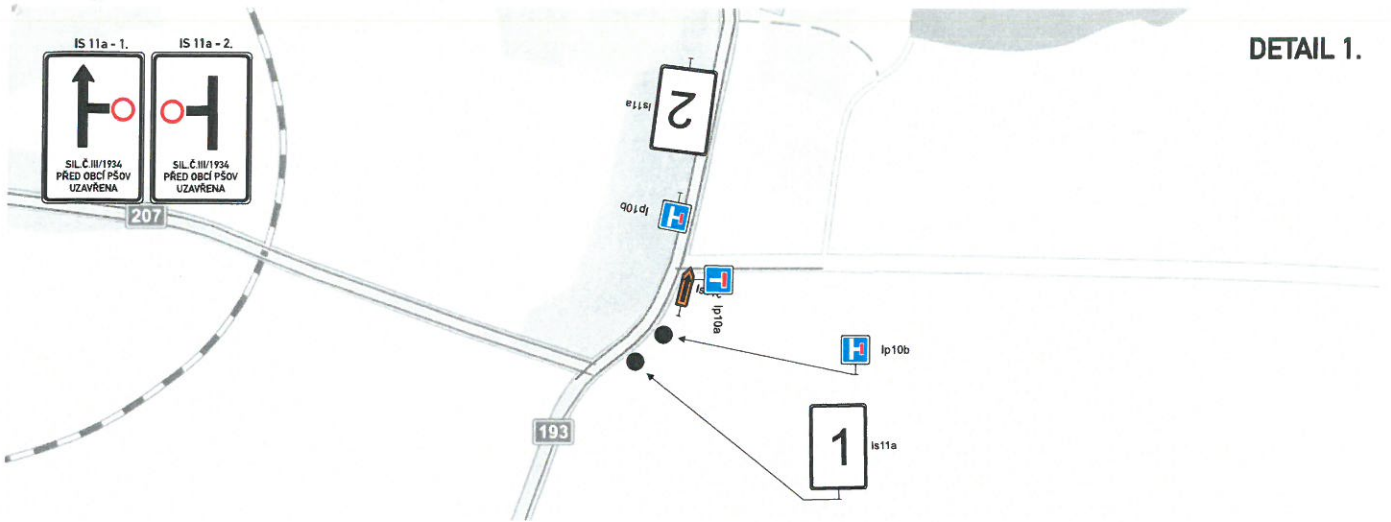 DETAIL 1.
IS 11a - 1.
IS 11a - 2.
SIL.Č.III/1934
PŘED OBCÍ PŠOV
UZAVŘENA
SIL.Č.III/1934
PŘED OBCÍ PŠOV
UZAVŘENA
207
2
Is11a
Ip10b
Ip10a
Ip10b
193
1
is11a